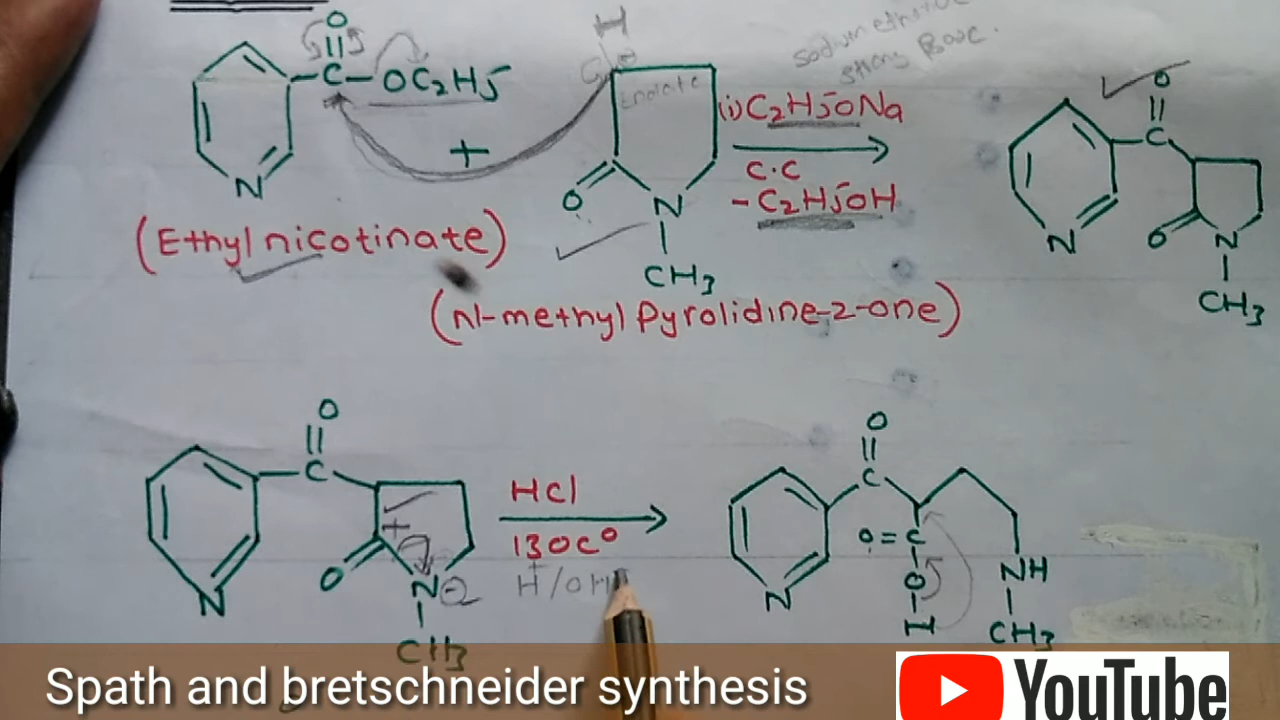 O
C - OC2H5
N
(Ethyl nicotinate)
+
H
C
Enolate
O
N
CH3
(N-methyl Pyrolidine-2-one)
sodium ethoxide
strong Base.
(i) C2H5ONa
C.C
- C2H5OH
O
C
N
O
N
CH3
O
C
N
+
O
N
CH3
HCl
130C°
O
C
N
O=C
O
H
NH
CH3
Spath and bretschneider synthesis
YouTube